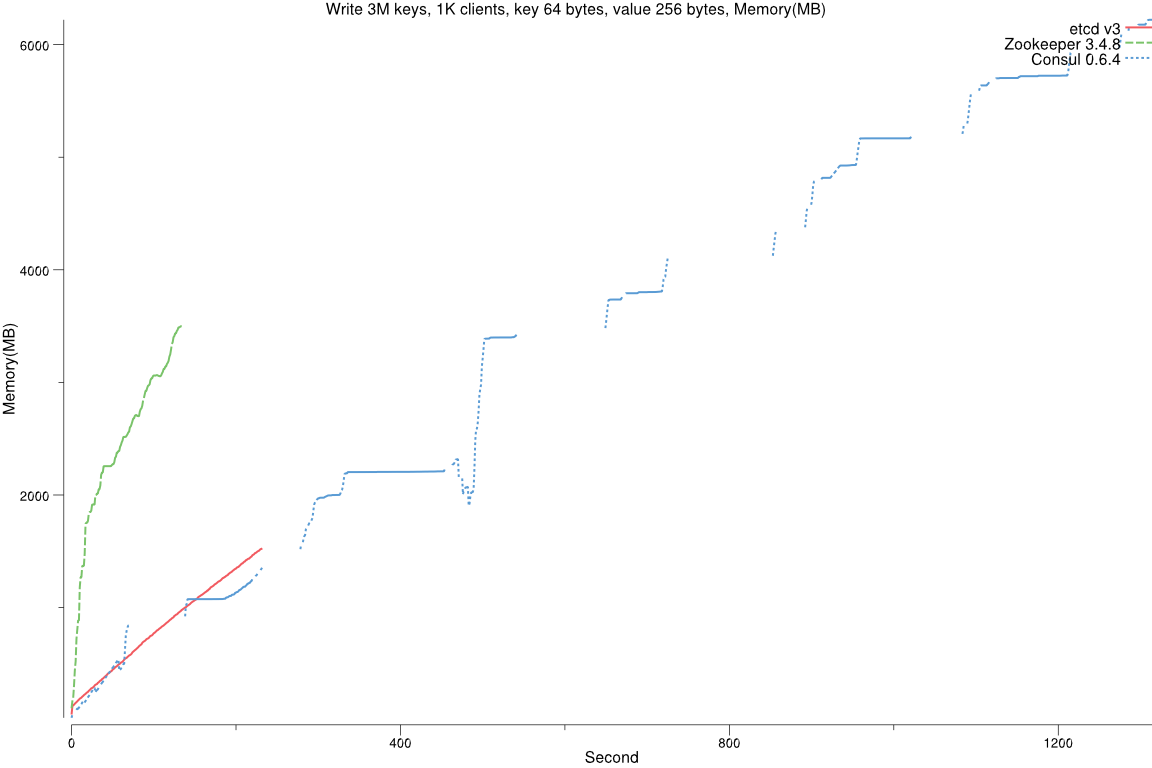 Write 3M keys, 1K clients, key 64 bytes, value 256 bytes, Memory(MB)
etcd v3
Zookeeper 3.4.8
Consul 0.6.4
6000
4000
2000
Memory(MB)
0
400
800
1200
Second